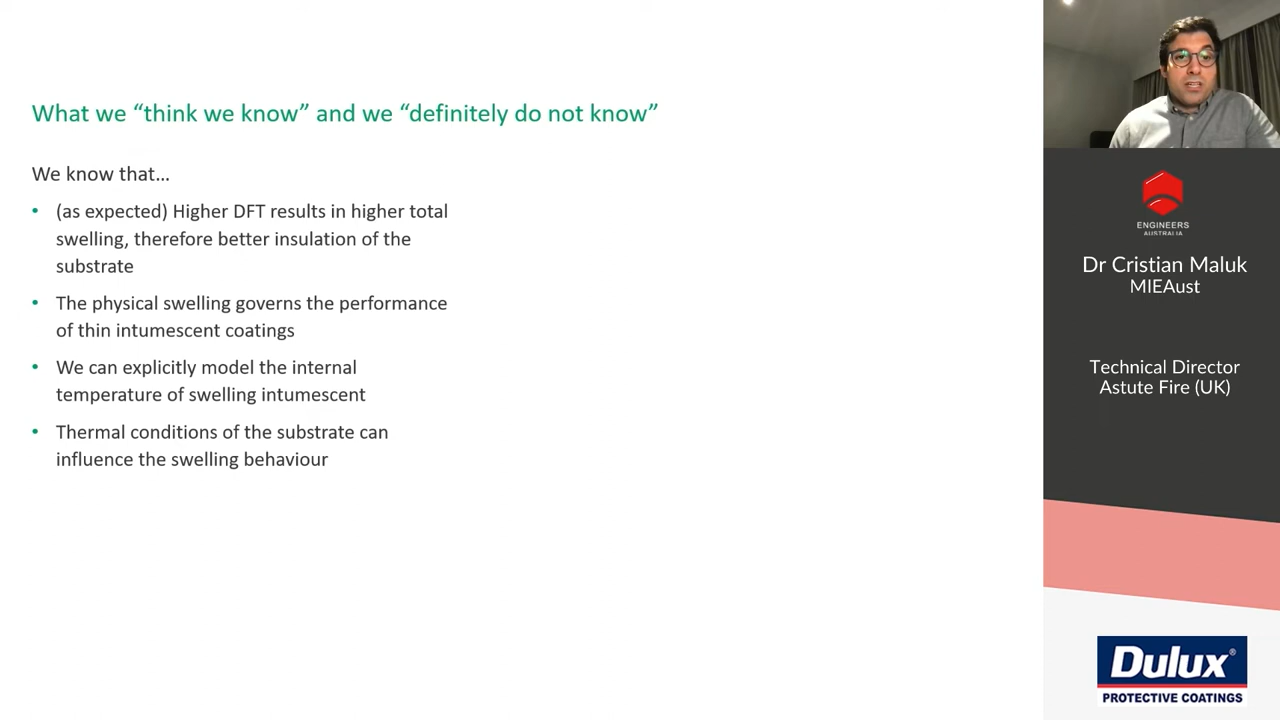 What we “think we know” and we “definitely do not know”
We know that…
• (as expected) Higher DFT results in higher total
swelling, therefore better insulation of the
substrate
• The physical swelling governs the performance
of thin intumescent coatings
• We can explicitly model the internal
temperature of swelling intumescent
• Thermal conditions of the substrate can
influence the swelling behaviour
ENGINEERS
AUSTRALIA
Dr Cristian Maluk
MIEAust
Technical Director
Astute Fire (UK)
Dulux®
PROTECTIVE COATINGS